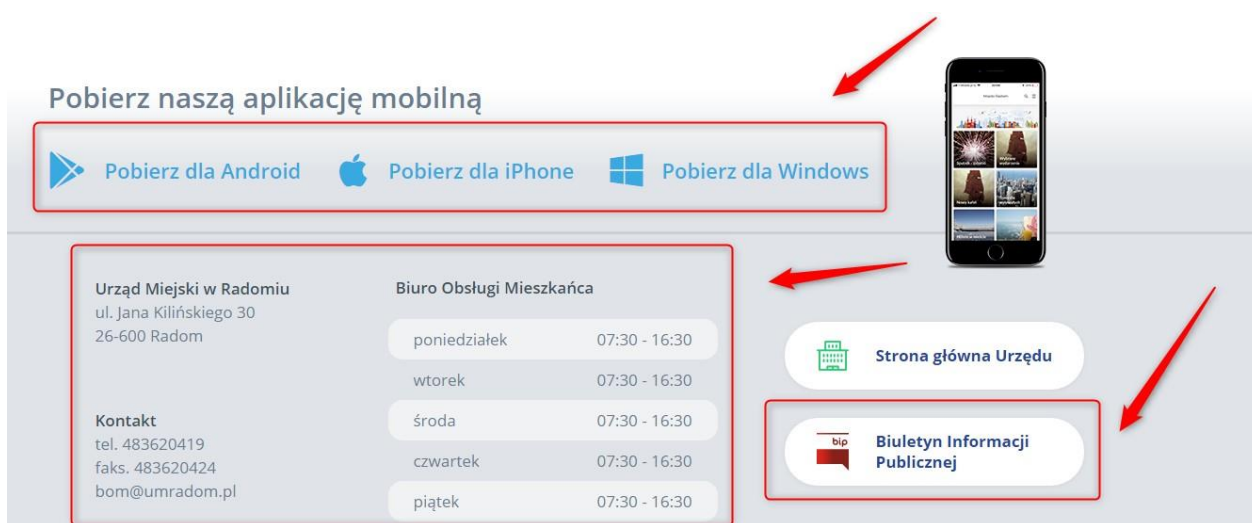 Pobierz naszą aplikację mobilną
Pobierz dla Android
Pobierz dla iPhone
Pobierz dla Windows
Urząd Miejski w Radomiu
ul. Jana Kilińskiego 30
26-600 Radom
Kontakt
tel. 483620419
faks. 483620424
bom@umradom.pl
Biuro Obsługi Mieszkańca
poniedziałek 07:30 - 16:30
wtorek 07:30 - 16:30
środa 07:30 - 16:30
czwartek 07:30 - 16:30
piątek 07:30 - 16:30
Strona główna Urzędu
bip
Biuletyn Informacji
Publicznej